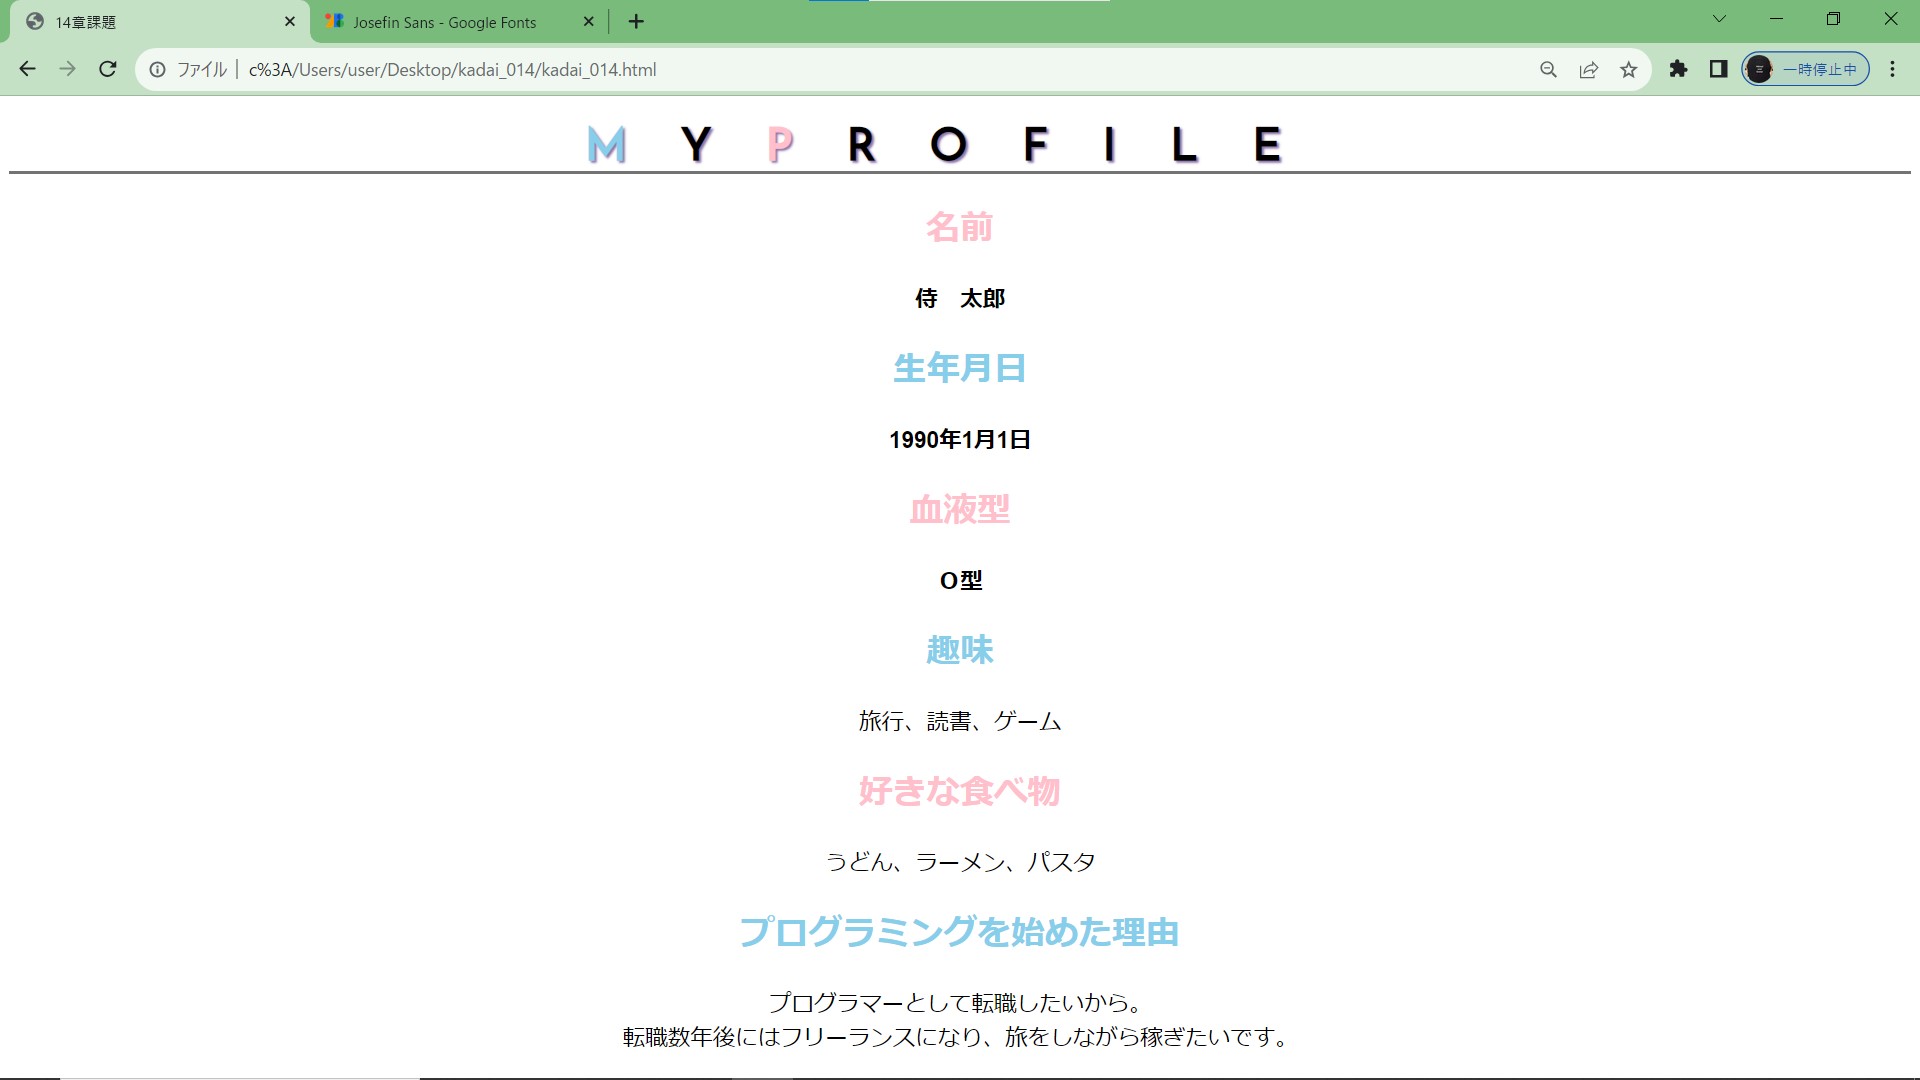 14章課題
Josefin Sans - Google Fonts
ファイル | c%3A/Users/user/Desktop/kadai_014/kadai_014.html
一時停止中
MY PROFILE
名前
侍　太郎
生年月日
1990年1月1日
血液型
O型
趣味
旅行、読書、ゲーム
好きな食べ物
うどん、ラーメン、パスタ
プログラミングを始めた理由
プログラマーとして転職したいから。
転職数年後にはフリーランスになり、旅をしながら稼ぎたいです。